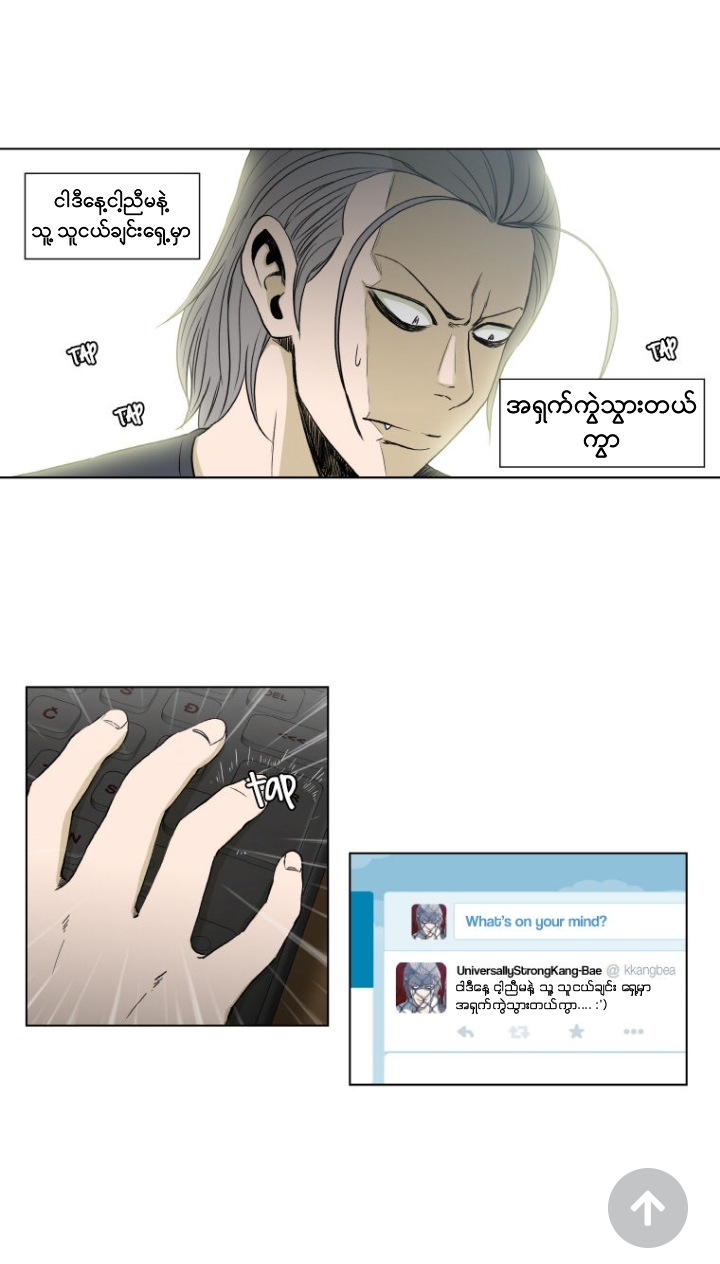 ငါဒီနေ့ငါ့ညီမနဲ့
သူ့ သူငယ်ချင်းရှေ့မှာ
TAP
TAP
TAP
အရှက်ကွဲသွားတယ်
ကွာ
S
Đ
DEL
Č
N
TAP
What's on your mind?
UniversallyStrongKang-Bae @ kkangbea
ငါဒီနေ့ ငါ့ညီမနဲ့ သူ့ သူငယ်ချင်း ရှေ့မှာ
အရှက်ကွဲသွားတယ်ကွာ.... :')